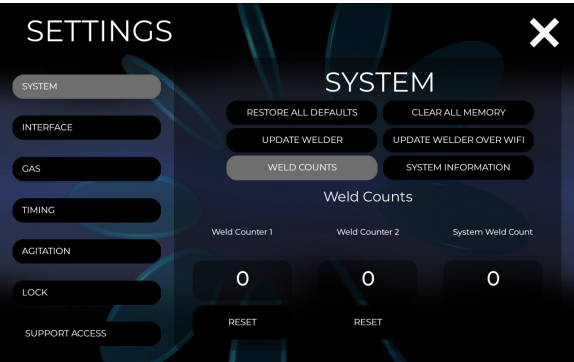 SETTINGS
SYSTEM
INTERFACE
GAS
TIMING
AGITATION
LOCK
SUPPORT ACCESS
SYSTEM
RESTORE ALL DEFAULTS
CLEAR ALL MEMORY
UPDATE WELDER
UPDATE WELDER OVER WIFI
WELD COUNTS
SYSTEM INFORMATION
Weld Counts
Weld Counter 1
Weld Counter 2
System Weld Count
0
0
0
RESET
RESET